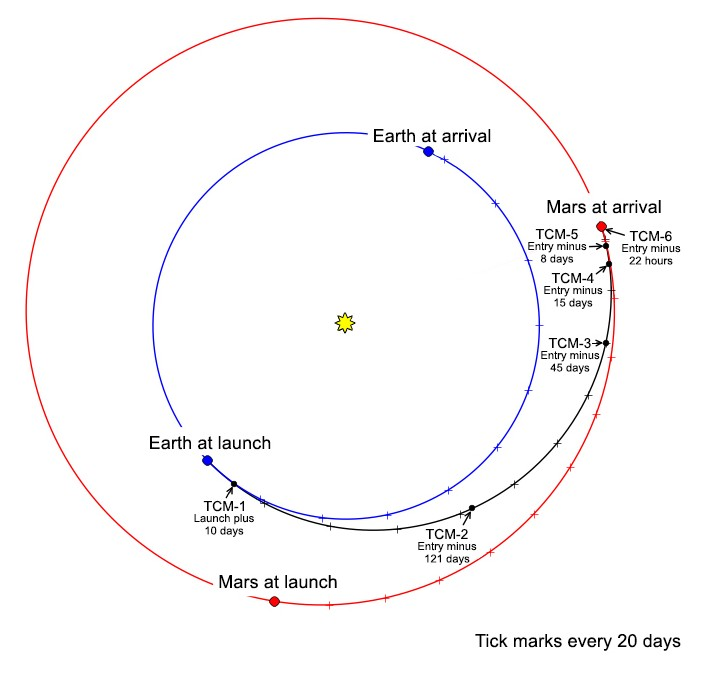 Earth at arrival
Mars at arrival
TCM-5
Entry minus
8 days
TCM-6
Entry minus
22 hours
TCM-4
Entry minus
15 days
TCM-3
Entry minus
45 days
Earth at launch
TCM-1
Launch plus
10 days
TCM-2
Entry minus
121 days
Mars at launch
Tick marks every 20 days